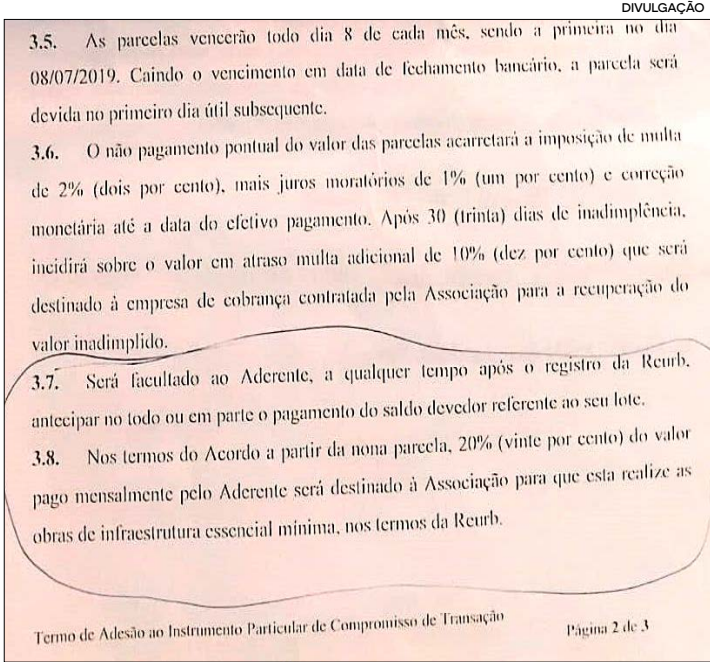 DIVULGAÇÃO
3.5. As parcelas vencerão todo dia 8 de cada mês, sendo a primeira no dia
08/07/2019. Caindo o vencimento em data de fechamento bancário, a parcela será
devida no primeiro dia útil subsequente.
3.6. O não pagamento pontual do valor das parcelas acarretará a imposição de multa
de 2% (dois por cento), mais juros moratórios de 1% (um por cento) e correção
monetária até a data do efetivo pagamento. Após 30 (trinta) dias de inadimplência,
incidirá sobre o valor em atraso multa adicional de 10% (dez por cento) que será
destinado à empresa de cobrança contratada pela Associação para a recuperação do
valor inadimplido.
3.7. Será facultado ao Aderente, a qualquer tempo após o registro da Reurb,
antecipar no todo ou em parte o pagamento do saldo devedor referente ao seu lote.
3.8. Nos termos do Acordo a partir da nona parcela, 20% (vinte por cento) do valor
pago mensalmente pelo Aderente será destinado à Associação para que esta realize as
obras de infraestrutura essencial mínima, nos termos da Reurb.
Termo de Adesão ao Instrumento Particular de Compromisso de Transação Página 2 de 3